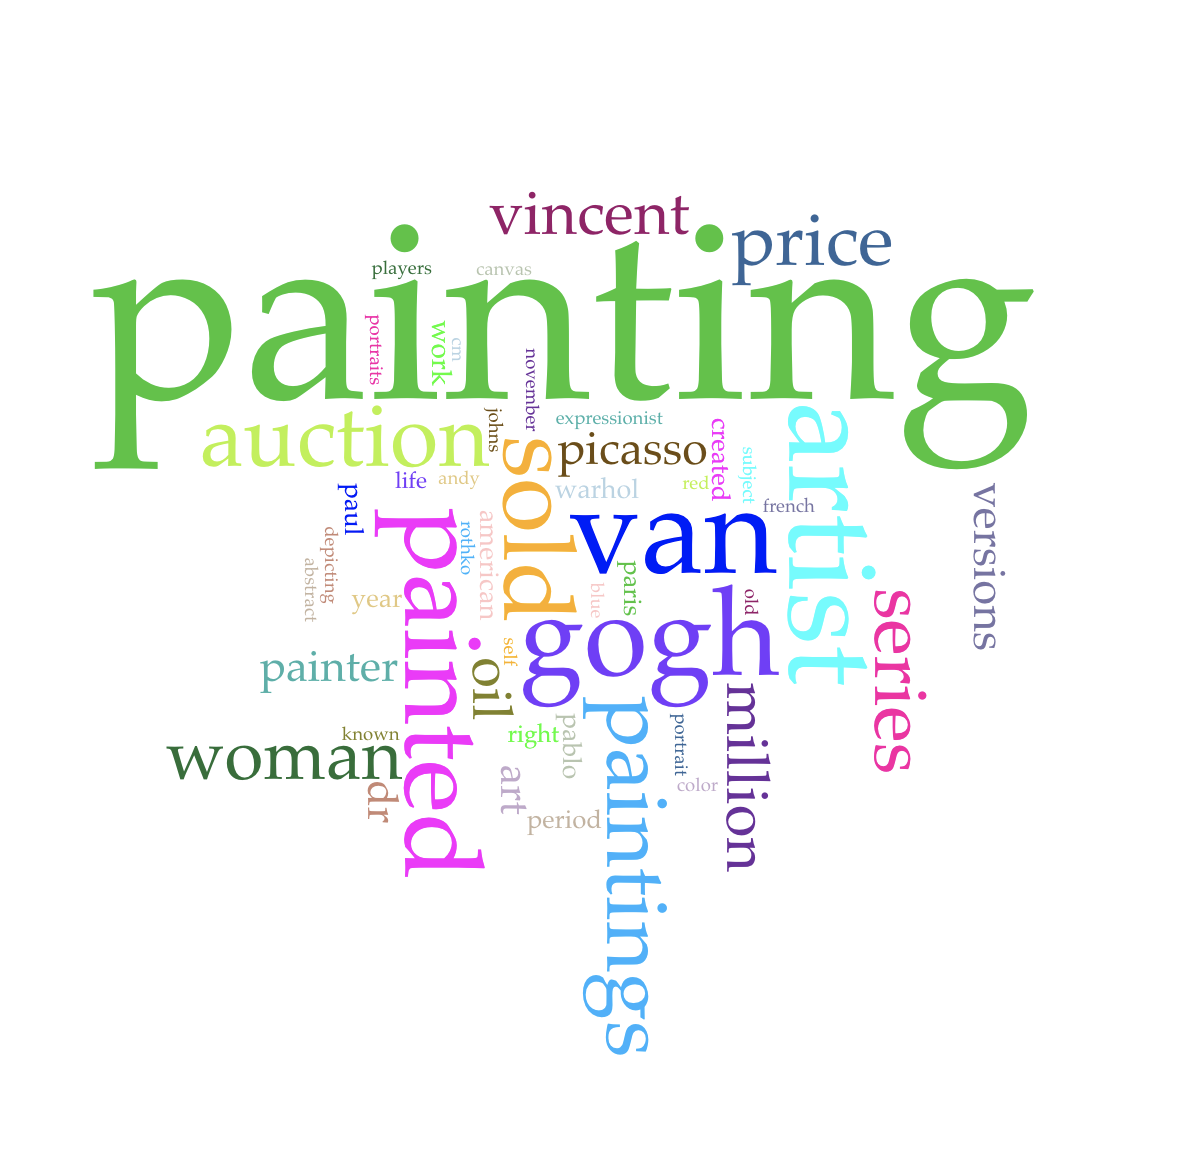 vincent
price
painting
players
canvas
portraits
work
cm
november
auction
johns
expressionist
sold
picasso
created
artist
subject
life
andy
warhol
red
paul
versions
french
painted
van
american
rothko
depicting
abstract
year
blue
paris
old
gogh
series
painter
self
oil
million
paintings
known
woman
right
pablo
portrait
art
dr
color
period